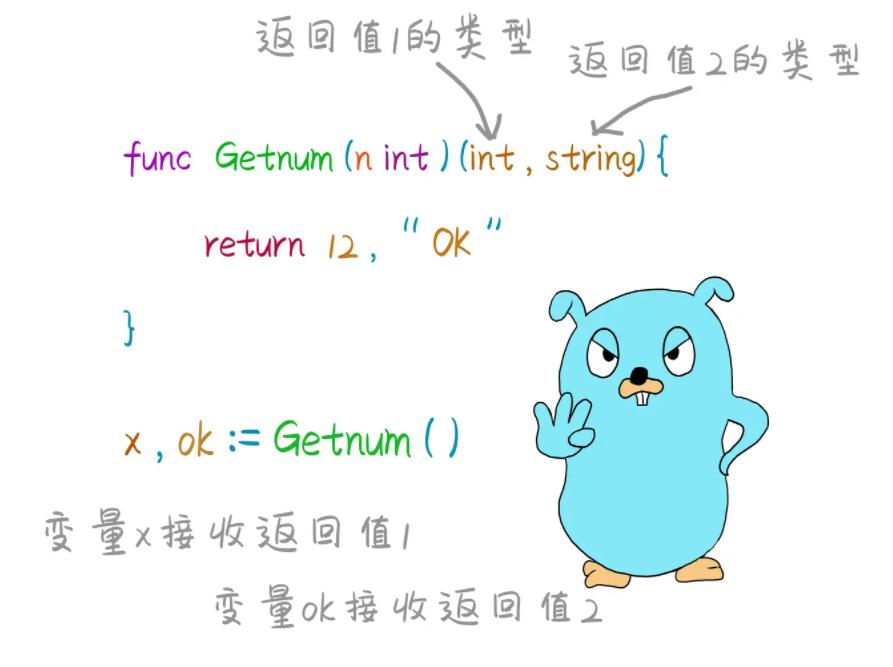 返回值1的类型
返回值2的类型
func Getnum(n int)(int, string){
return 12, "OK"
}
x, ok := Getnum()
变量x接收返回值1
变量ok接收返回值2